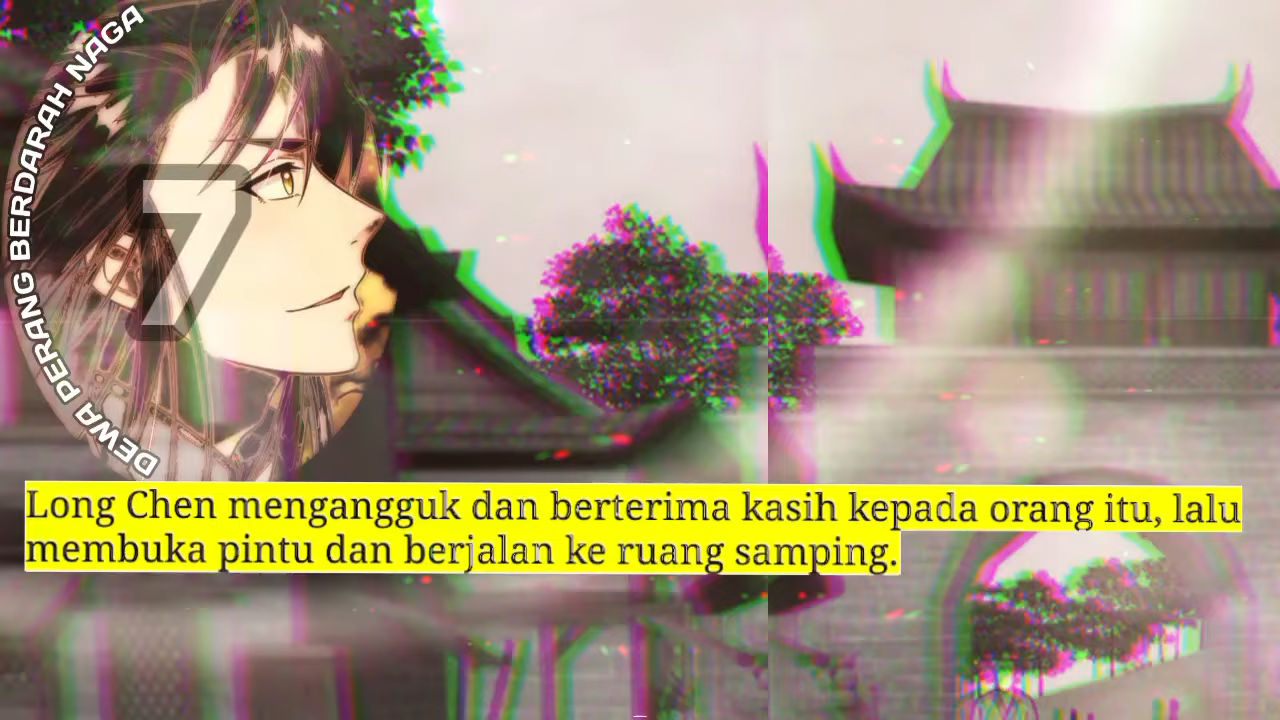 DEWA PERANG BERDARAH NAGA
7
Long Chen mengangguk dan berterima kasih kepada orang itu, lalu
membuka pintu dan berjalan ke ruang samping.